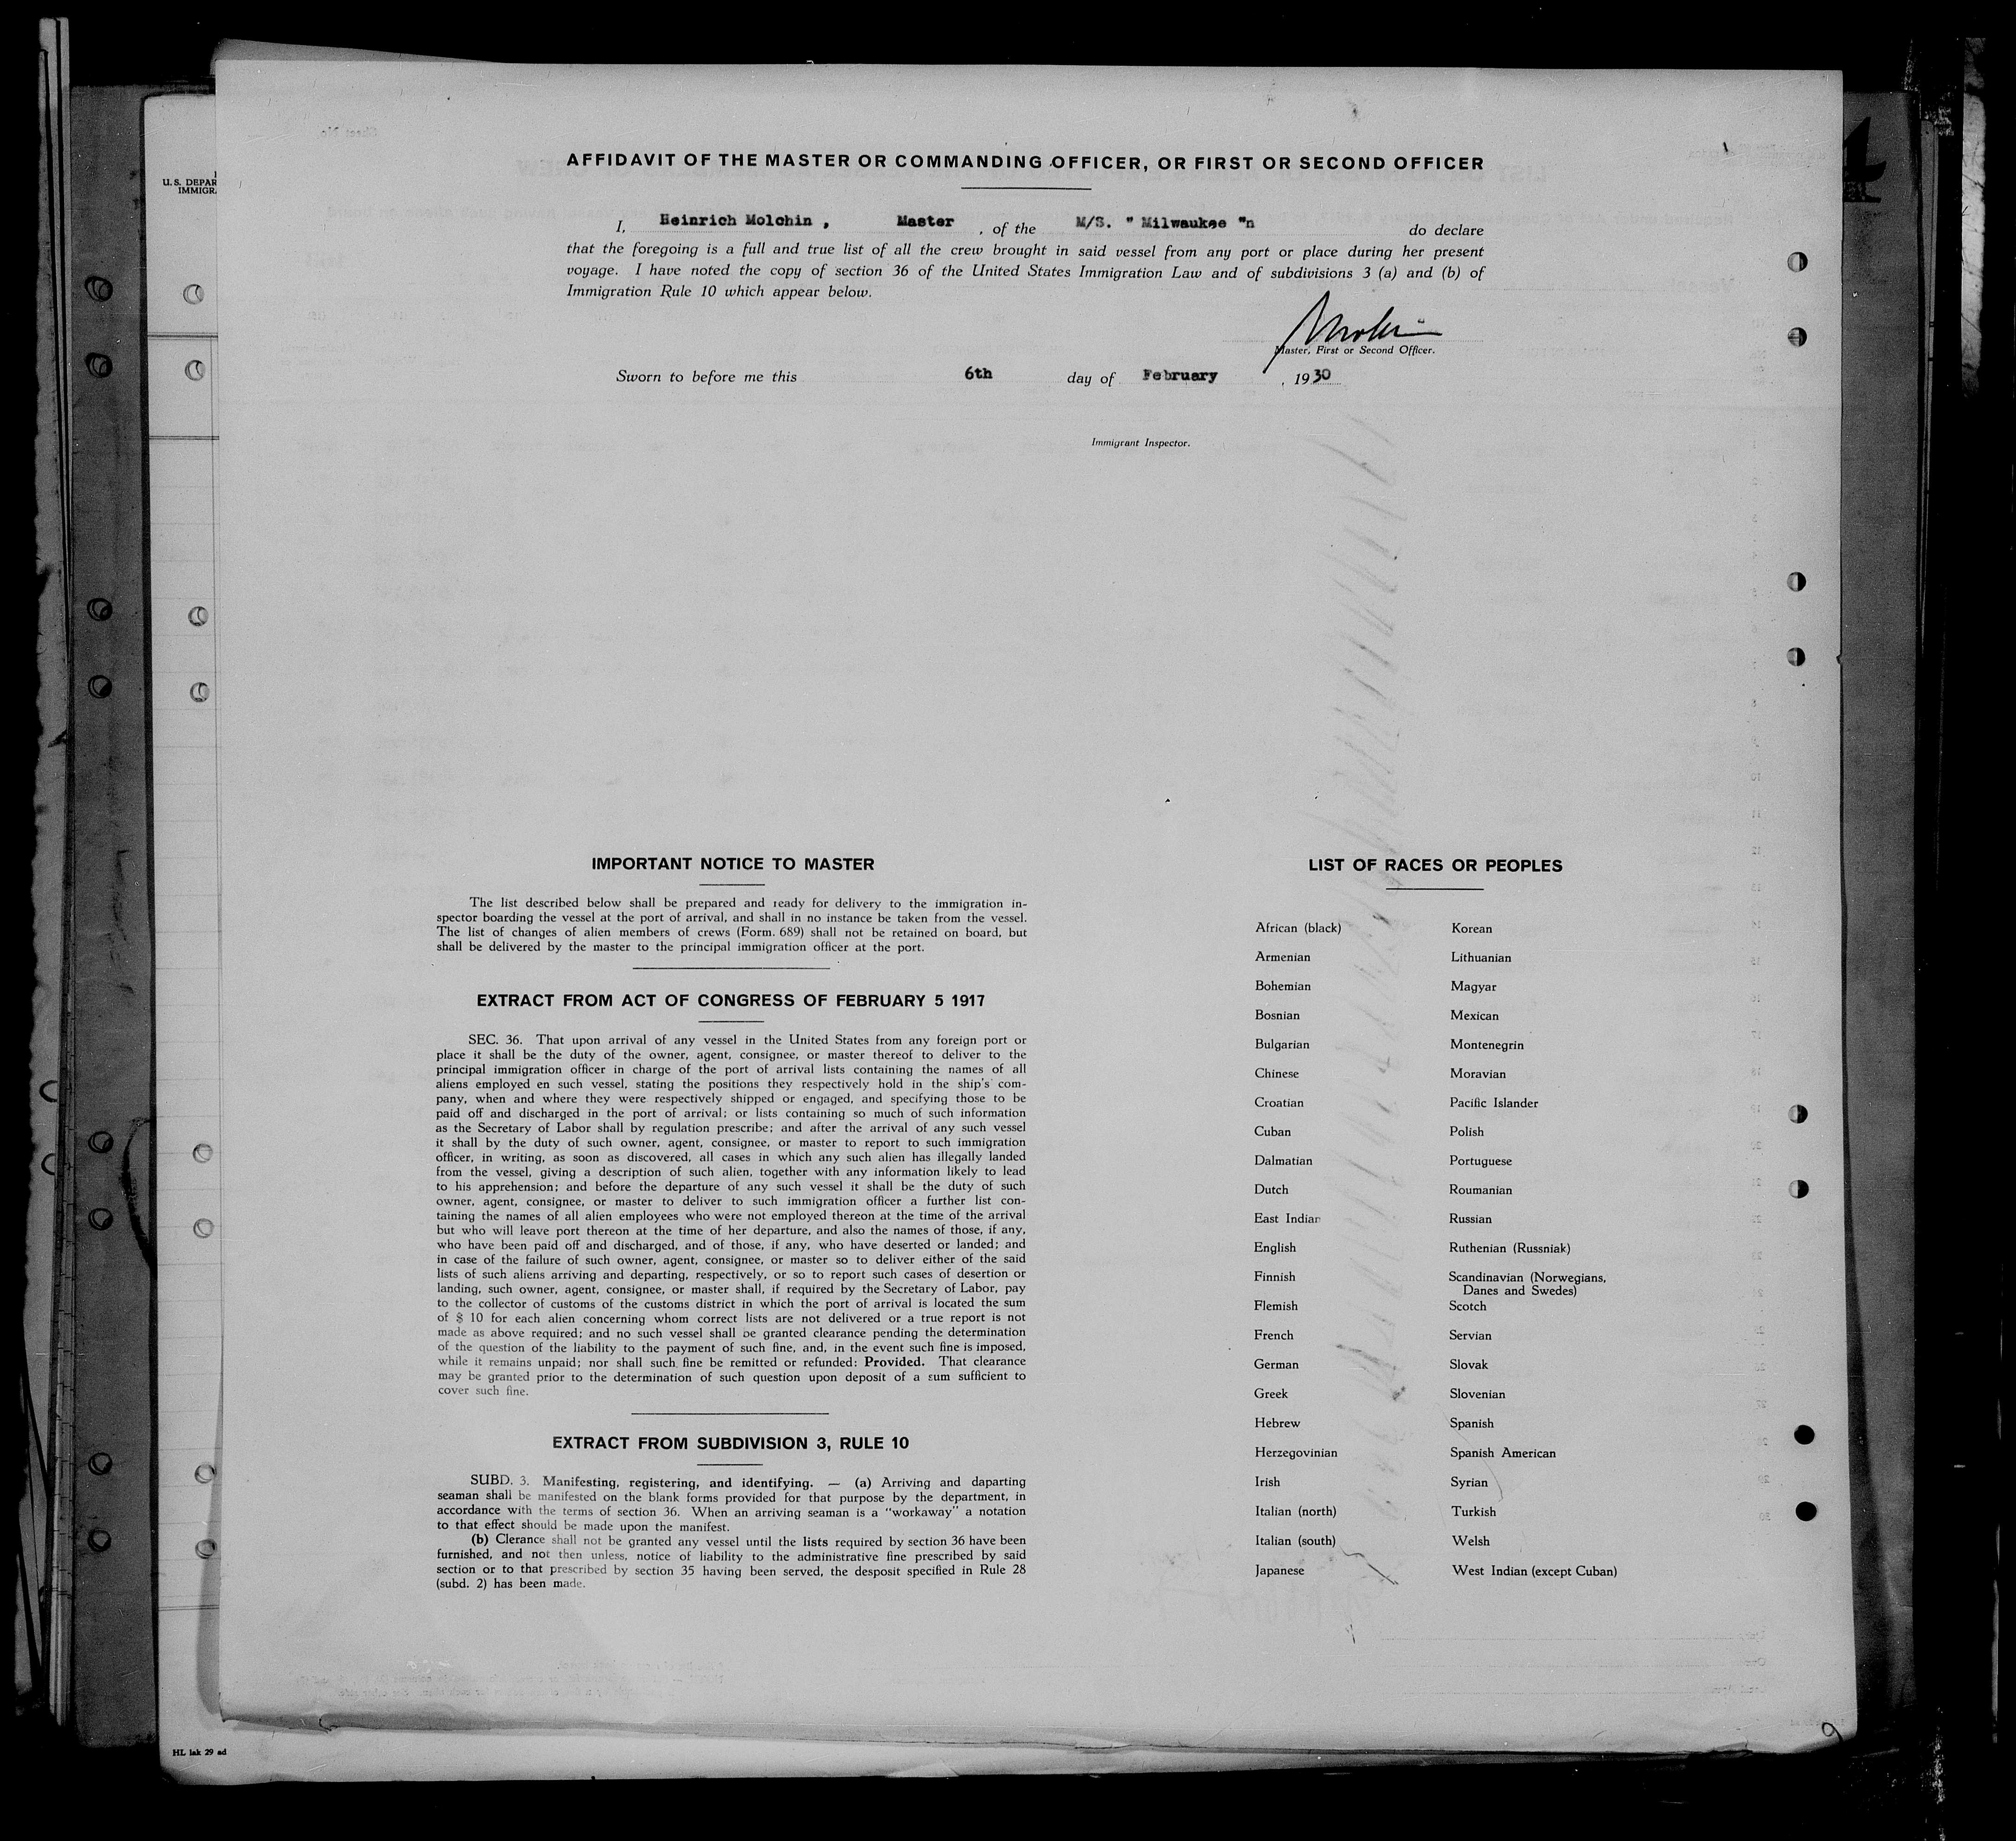 AFFIDAVIT OF THE MASTER OR COMMANDING OFFICER, OR FIRST OR SECOND OFFICER
I, Heinrich Molchin , Master , of the M/S. " Milwaukee "n do declare
that the foregoing is a full and true list of all the crew brought in said vessel from any port or place during her present
voyage. I have noted the copy of section 36 of the United States Immigration Law and of subdivisions 3 (a) and (b) of
Immigration Rule 10 which appear below.
Master, First or Second Officer.
Sworn to before me this 6th day of February , 1930
Immigrant Inspector.
IMPORTANT NOTICE TO MASTER
The list described below shall be prepared and ready for delivery to the immigration in-
spector boarding the vessel at the port of arrival, and shall in no instance be taken from the vessel.
The list of changes of alien members of crews (Form. 689) shall not be retained on board, but
shall be delivered by the master to the principal immigration officer at the port.
EXTRACT FROM ACT OF CONGRESS OF FEBRUARY 5 1917
SEC. 36. That upon arrival of any vessel in the United States from any foreign port or
place it shall be the duty of the owner, agent, consignee, or master thereof to deliver to the
principal immigration officer in charge of the port of arrival lists containing the names of all
aliens employed en such vessel, stating the positions they respectively hold in the ship's com-
pany, when and where they were respectively shipped or engaged, and specifying those to be
paid off and discharged in the port of arrival; or lists containing so much of such information
as the Secretary of Labor shall by regulation prescribe; and after the arrival of any such vessel
it shall by the duty of such owner, agent, consignee, or master to report to such immigration
officer, in writing, as soon as discovered, all cases in which any such alien has illegally landed
from the vessel, giving a description of such alien, together with any information likely to lead
to his apprehension; and before the departure of any such vessel it shall be the duty of such
owner, agent, consignee, or master to deliver to such immigration officer a further list con-
taining the names of all alien employees who were not employed thereon at the time of the arrival
but who will leave port thereon at the time of her departure, and also the names of those, if any,
who have been paid off and discharged, and of those, if any, who have deserted or landed; and
in case of the failure of such owner, agent, consignee, or master so to deliver either of the said
lists of such aliens arriving and departing, respectively, or so to report such cases of desertion or
landing, such owner, agent, consignee, or master shall, if required by the Secretary of Labor, pay
to the collector of customs of the customs district in which the port of arrival is located the sum
of $ 10 for each alien concerning whom correct lists are not delivered or a true report is not
made as above required; and no such vessel shall be granted clearance pending the determination
of the question of the liability to the payment of such fine, and, in the event such fine is imposed,
while it remains unpaid; nor shall such fine be remitted or refunded: Provided. That clearance
may be granted prior to the determination of such question upon deposit of a sum sufficient to
cover such fine.
EXTRACT FROM SUBDIVISION 3, RULE 10
SUBD. 3. Manifesting, registering, and identifying. — (a) Arriving and daparting
seaman shall be manifested on the blank forms provided for that purpose by the department, in
accordance with the terms of section 36. When an arriving seaman is a "workaway" a notation
to that effect should be made upon the manifest.
(b) Clerance shall not be granted any vessel until the lists required by section 36 have been
furnished, and not then unless, notice of liability to the administrative fine prescribed by said
section or to that prescribed by section 35 having been served, the desposit specified in Rule 28
(subd. 2) has been made.
LIST OF RACES OR PEOPLES
African (black)
Armenian
Bohemian
Bosnian
Bulgarian
Chinese
Croatian
Cuban
Dalmatian
Dutch
East Indian
English
Finnish
Flemish
French
German
Greek
Hebrew
Herzegovinian
Irish
Italian (north)
Italian (south)
Japanese
Korean
Lithuanian
Magyar
Mexican
Montenegrin
Moravian
Pacific Islander
Polish
Portuguese
Roumanian
Russian
Ruthenian (Russniak)
Scandinavian (Norwegians,
Danes and Swedes)
Scotch
Servian
Slovak
Slovenian
Spanish
Spanish American
Syrian
Turkish
Welsh
West Indian (except Cuban)
U. S. DEPAR
IMMIGRA
HL lak 29 ad